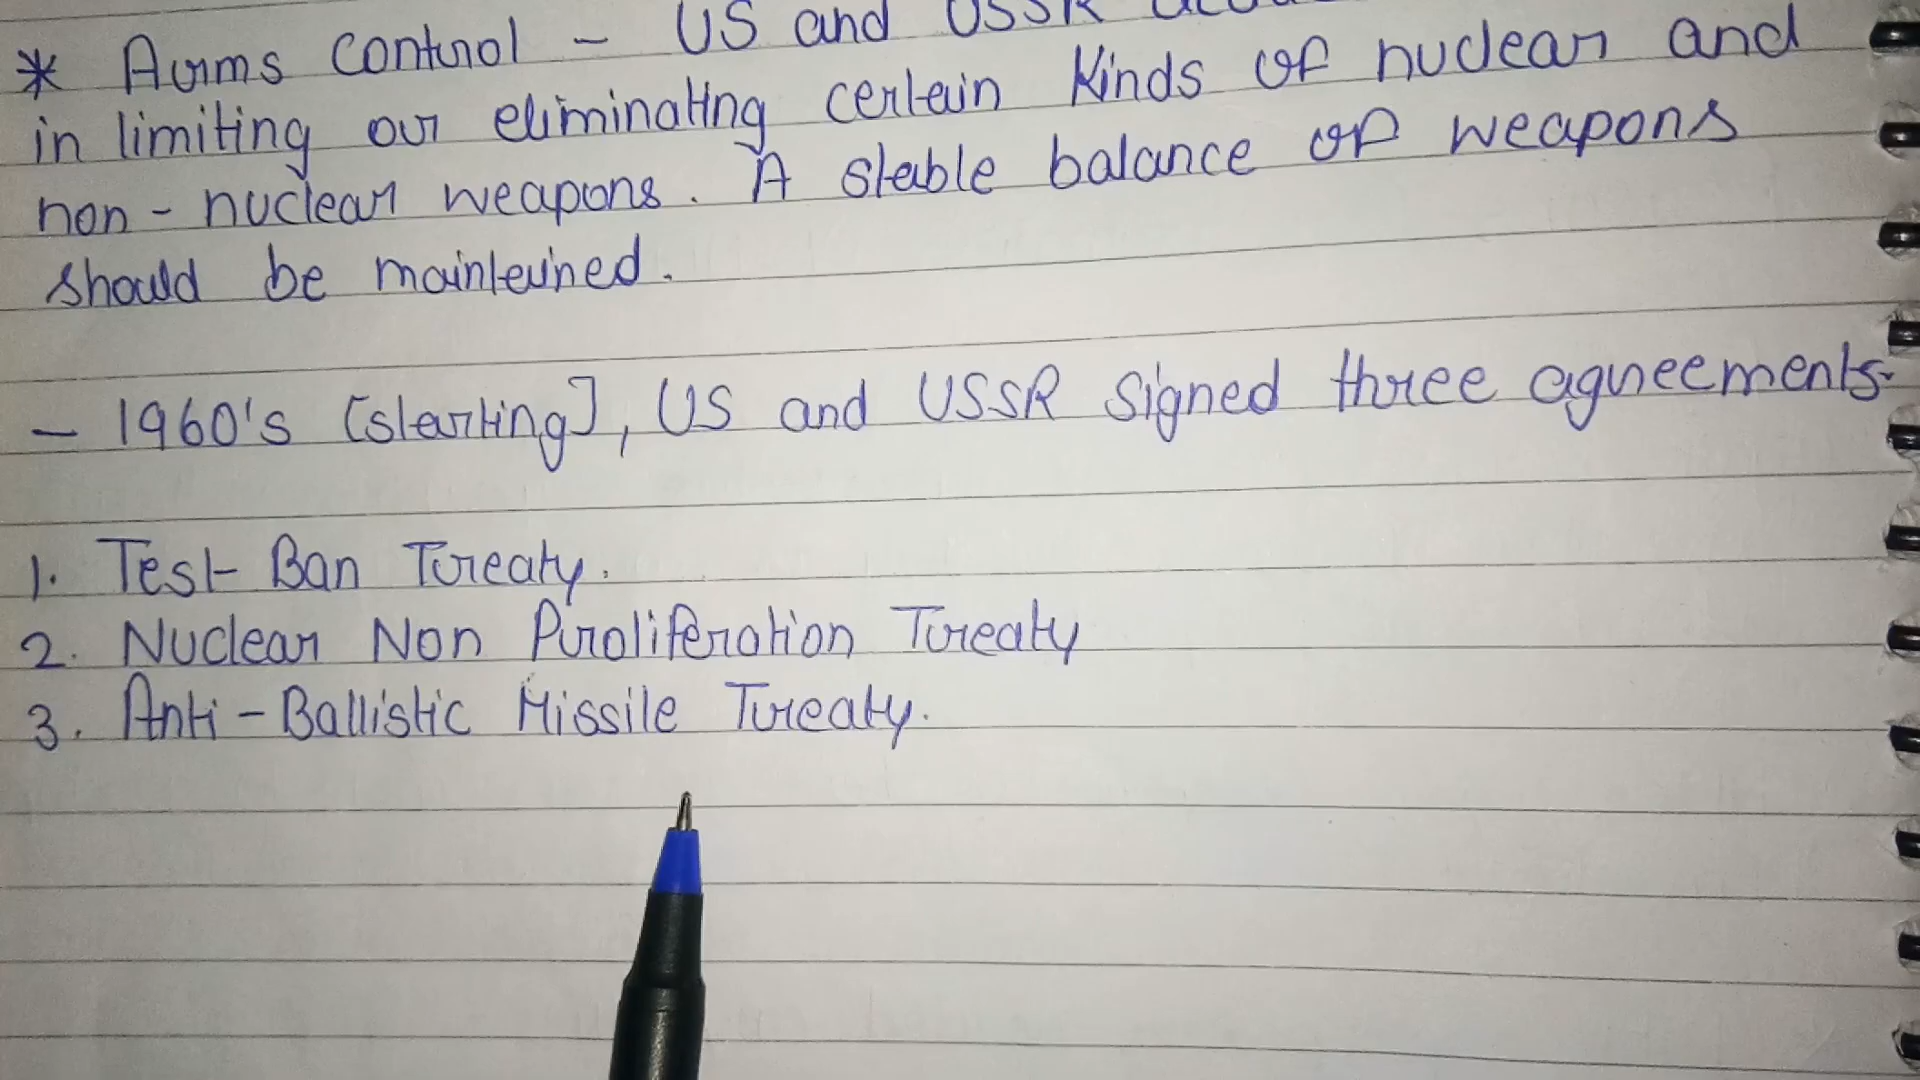 * Arms control - US and USSR
in limiting or eliminating certain kinds of nuclear and
non-nuclear weapons. A stable balance of weapons
should be maintained.
- 1960's [starting], US and USSR signed three agreements-
1. Test Ban Treaty.
2. Nuclear Non Proliferation Treaty
3. Anti-Ballistic Missile Treaty.